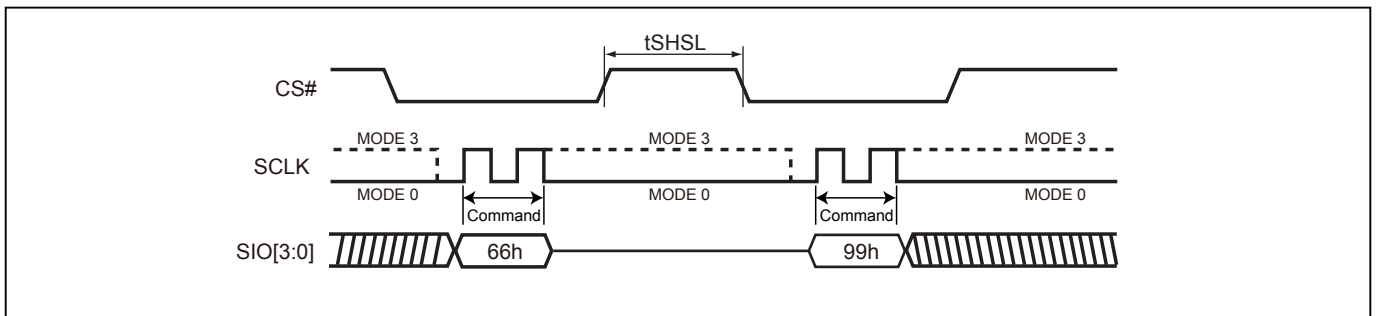 tSHSL
CS#
MODE 3 MODE 3 MODE 3
SCLK
MODE 0 MODE 0 MODE 0
Command Command
SIO[3:0] 66h 99h